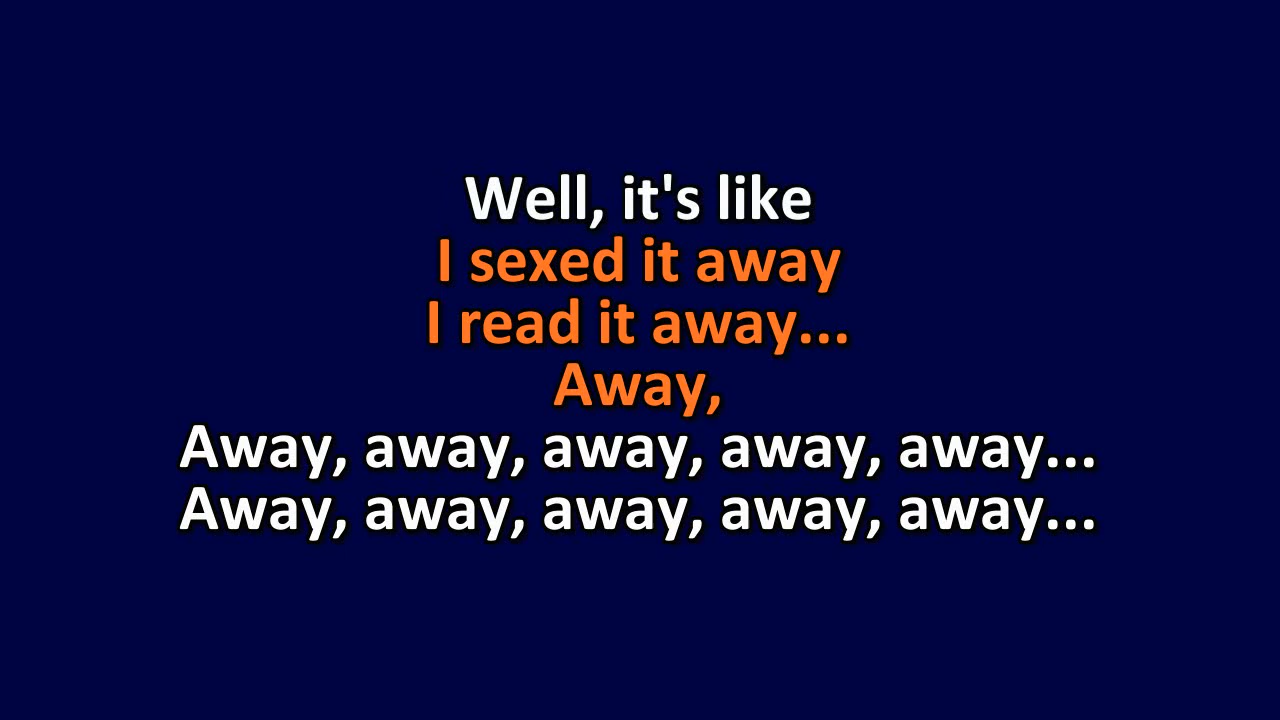 Well, it's like
I sexed it away
I read it away...
Away,
Away, away, away, away, away...
Away, away, away, away, away...